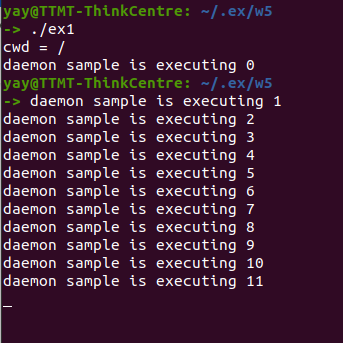 yay@TTMT-ThinkCentre: ~/.ex/w5
-> ./ex1
cwd = /
daemon sample is executing 0
yay@TTMT-ThinkCentre: ~/.ex/w5
-> daemon sample is executing 1
daemon sample is executing 2
daemon sample is executing 3
daemon sample is executing 4
daemon sample is executing 5
daemon sample is executing 6
daemon sample is executing 7
daemon sample is executing 8
daemon sample is executing 9
daemon sample is executing 10
daemon sample is executing 11